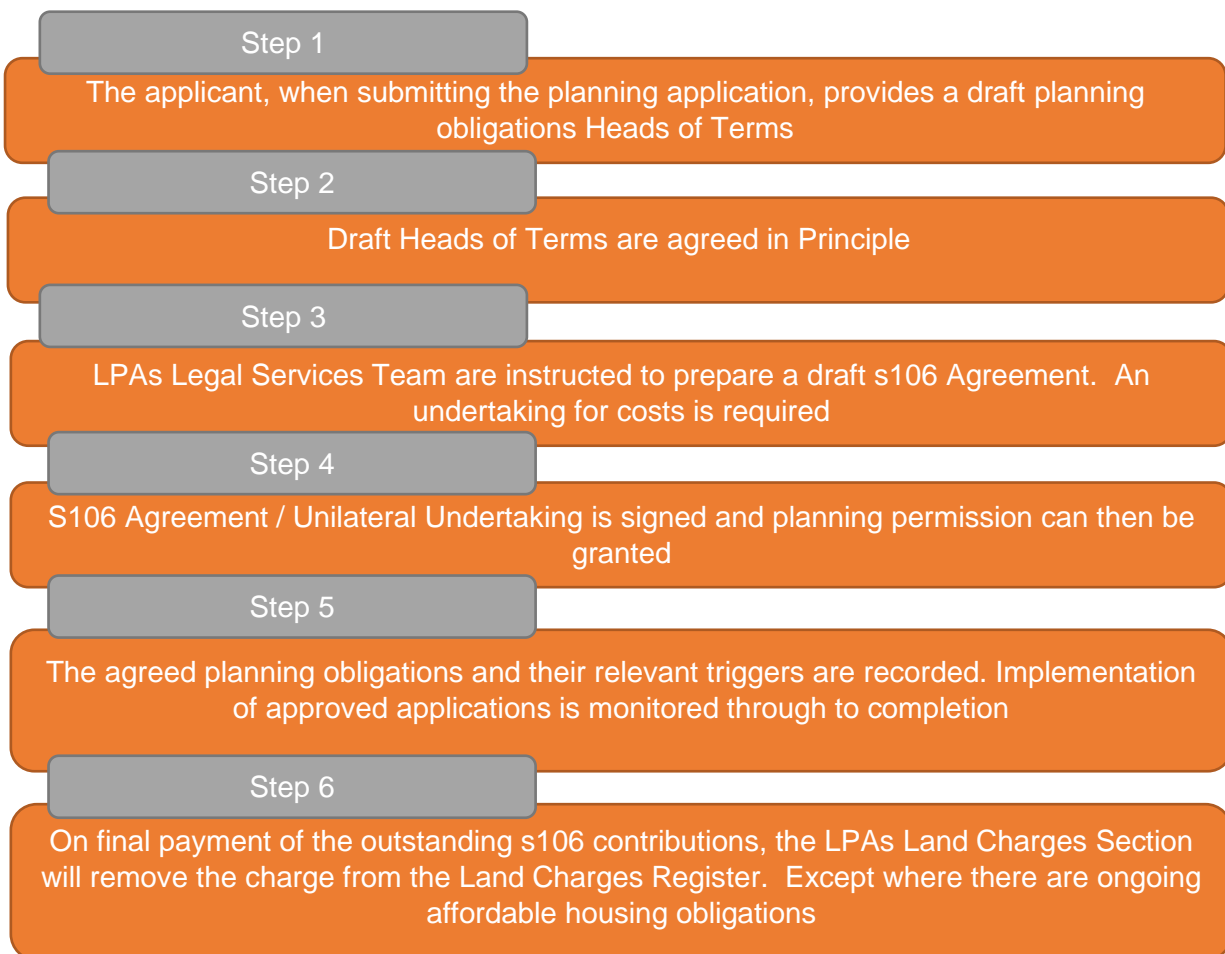 Step 1
The applicant, when submitting the planning application, provides a draft planning
obligations Heads of Terms
Step 2
Draft Heads of Terms are agreed in Principle
Step 3
LPAs Legal Services Team are instructed to prepare a draft s106 Agreement.  An
undertaking for costs is required
Step 4
S106 Agreement / Unilateral Undertaking is signed and planning permission can then be
granted
Step 5
The agreed planning obligations and their relevant triggers are recorded. Implementation
of approved applications is monitored through to completion
Step 6
On final payment of the outstanding s106 contributions, the LPAs Land Charges Section
will remove the charge from the Land Charges Register.  Except where there are ongoing
affordable housing obligations